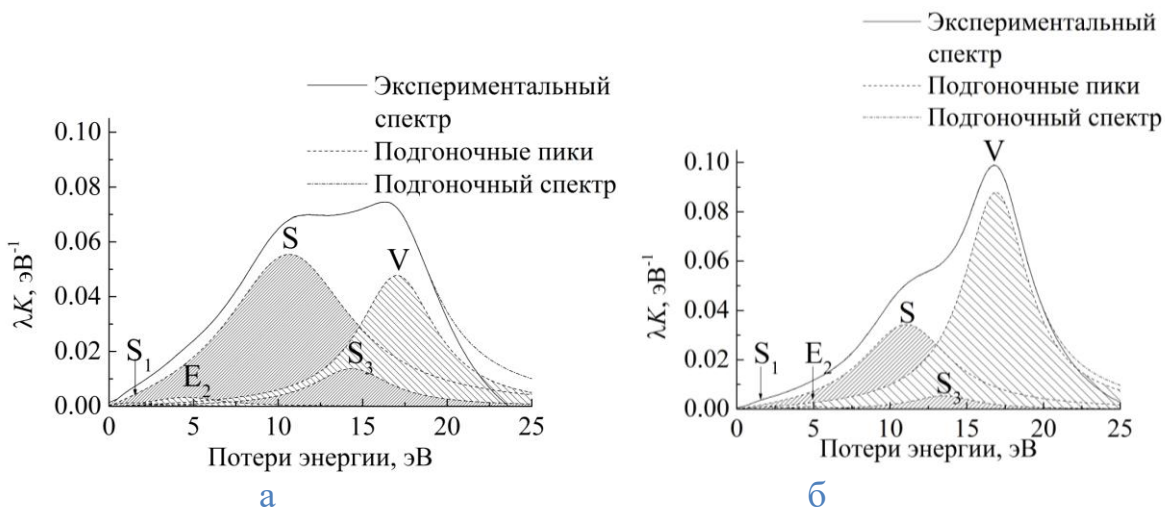 Экспериментальный
спектр
Подгоночные пики
Подгоночный спектр
0.10
0.08
0.06
0.04
0.02
0.00
λK, эВ-1
S1
E2
S
S3
V
0 5 10 15 20 25
Потери энергии, эВ
а
Экспериментальный
спектр
Подгоночные пики
Подгоночный спектр
0.10
0.08
0.06
0.04
0.02
0.00
λK, эВ-1
S1
E2
S
S3
V
0 5 10 15 20 25
Потери энергии, эВ
б